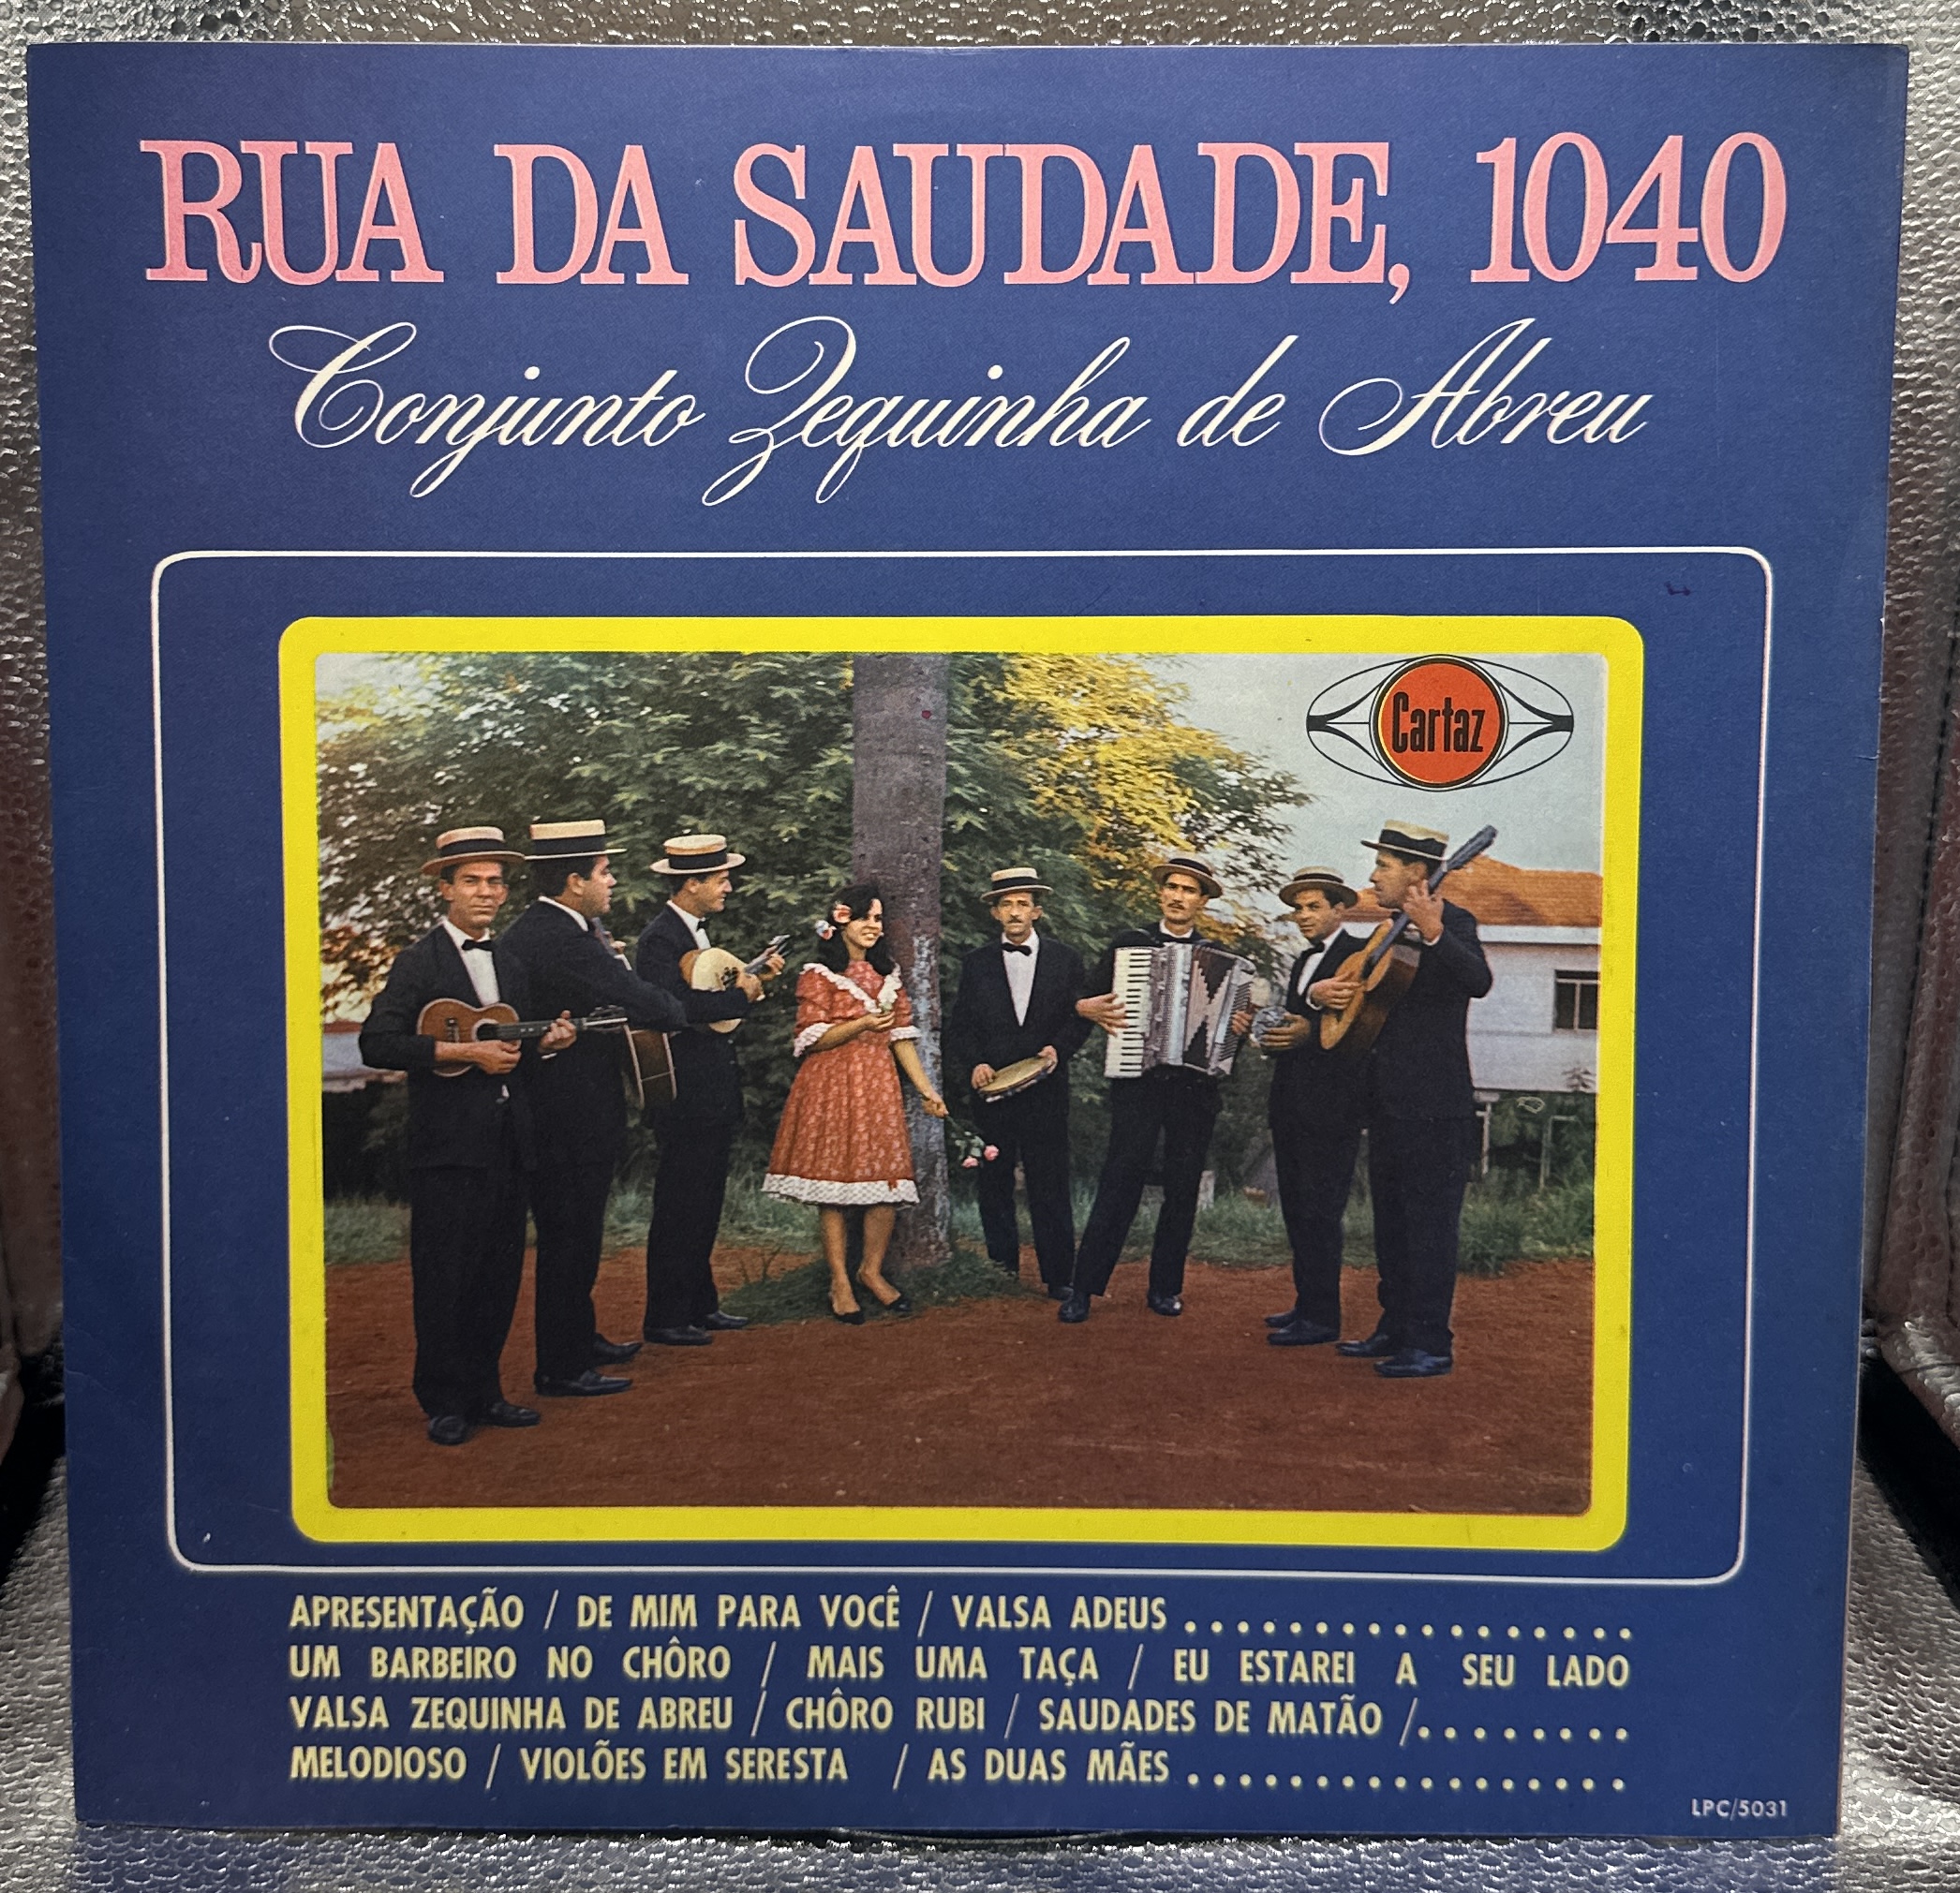 RUA DA SAUDADE, 1040
Conjunto Zequinha de Abreu
Cartaz
APRESENTAÇÃO / DE MIM PARA VOCÊ / VALSA ADEUS .................
UM BARBEIRO NO CHÔRO / MAIS UMA TAÇA / EU ESTAREI A SEU LADO
VALSA ZEQUINHA DE ABREU / CHÔRO RUBI / SAUDADES DE MATÃO /........
MELODIOSO / VIOLÕES EM SERESTA / AS DUAS MÃES .................
LPC/5031